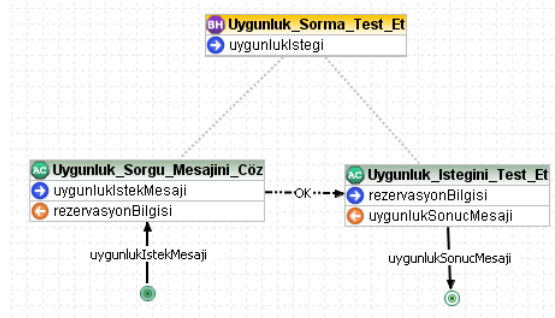 BH Uygunluk_Sorma_Test_Et
uygunlukIstegi
AC Uygunluk_Sorgu_Mesajini_Cöz
uygunlukIstekMesaji
rezervasyonBilgisi
OK
AC Uygunluk_Istegini_Test_Et
rezervasyonBilgisi
uygunlukSonucMesaji
uygunlukIstekMesaji
uygunlukSonucMesaji